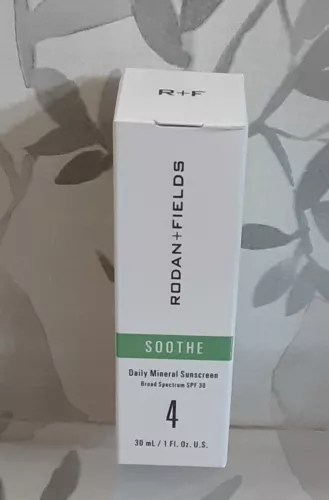 R+F
RODAN+FIELDS
SOOTHE
Daily Mineral Sunscreen
Broad Spectrum SPF 30
4
30 mL / 1 Fl. Oz. U.S.